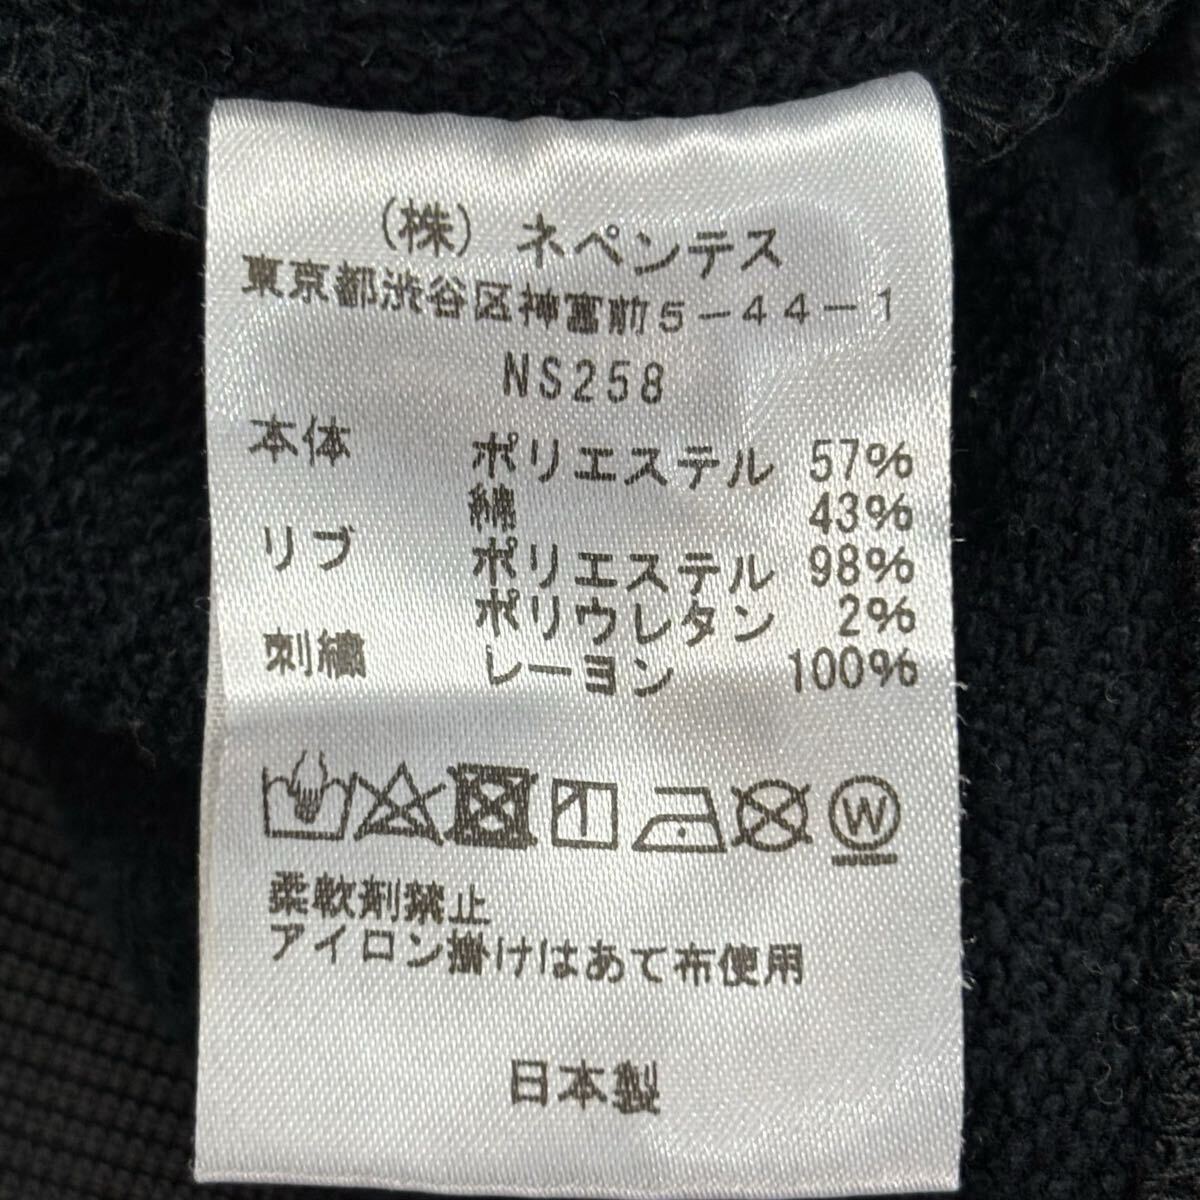 (株) ネペンテス
東京都渋谷区神宮前5-44-1
NS258
本体 ポリエステル 57%
綿 43%
リブ ポリエステル 98%
ポリウレタン 2%
刺繍 レーヨン 100%
W
柔軟剤禁止
アイロン掛けはあて布使用
日本製